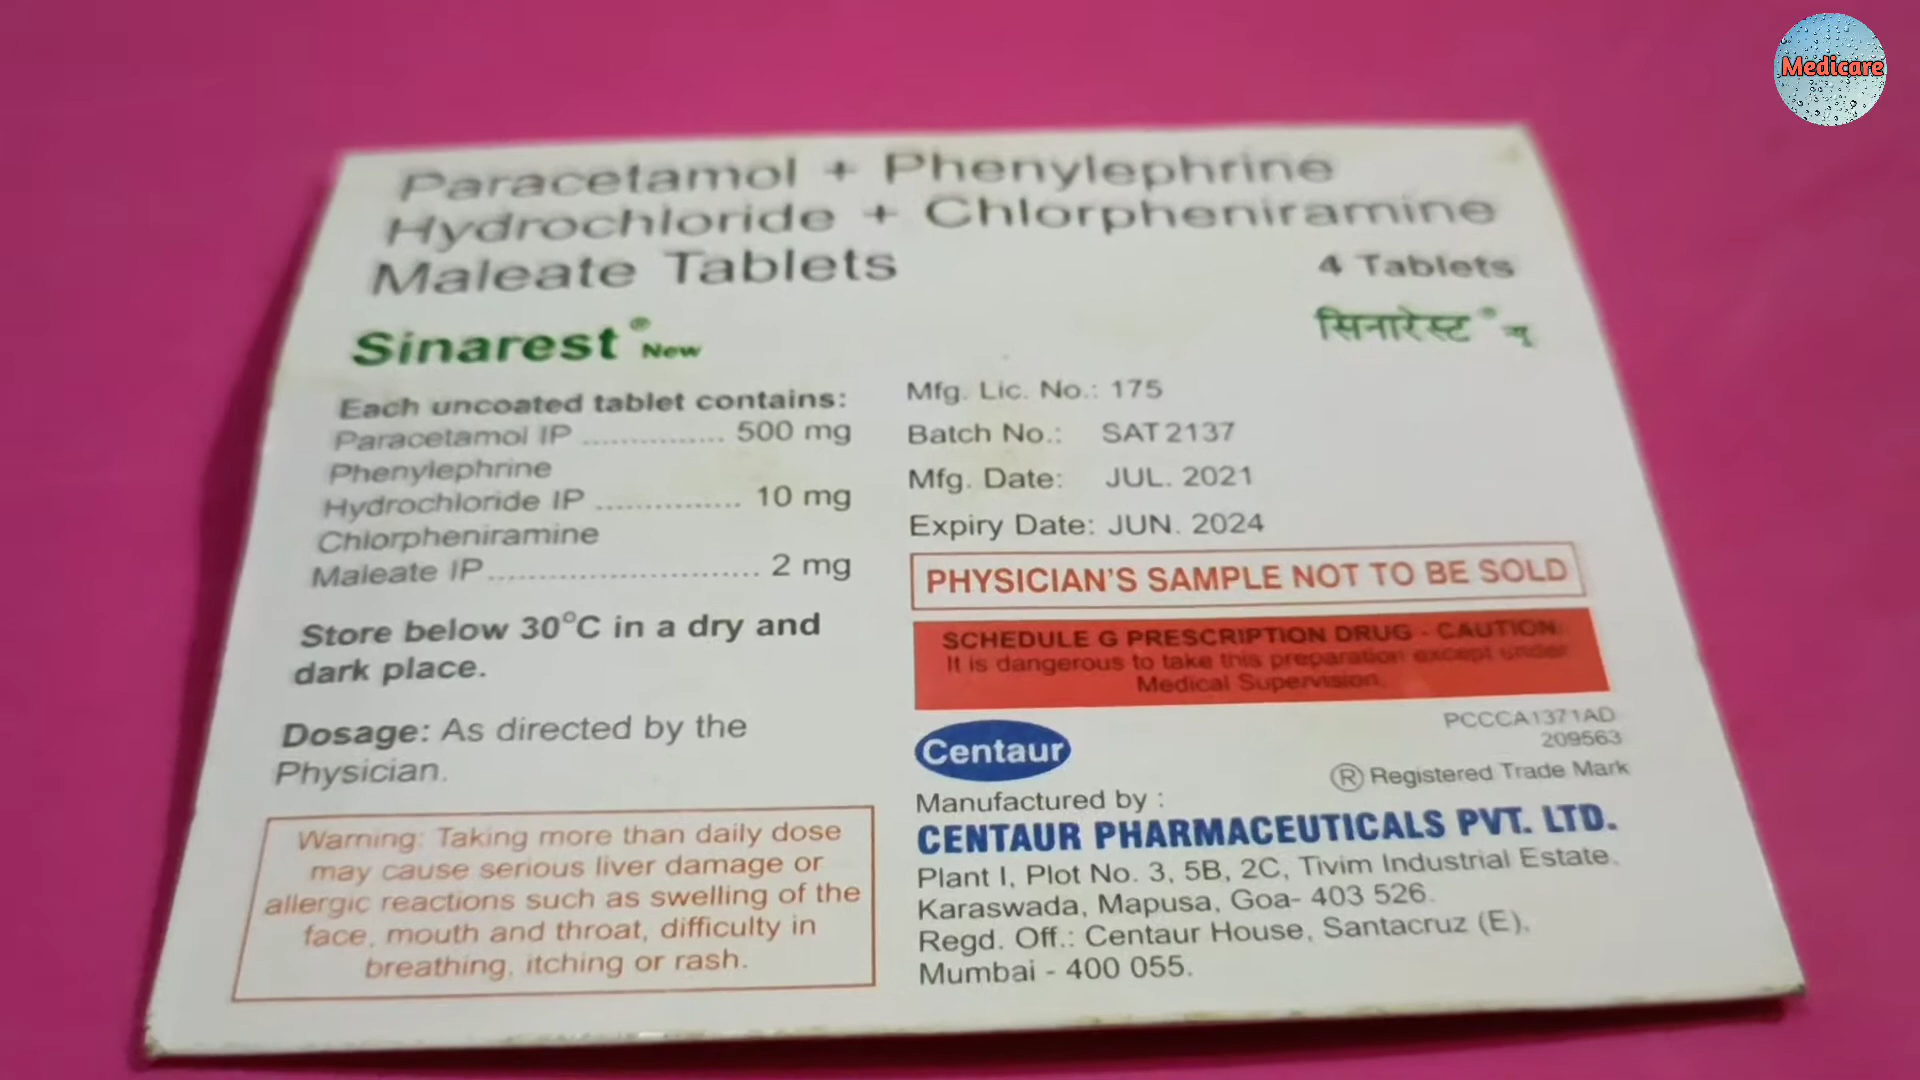 Medicare
Paracetamol + Phenylephrine
Hydrochloride + Chlorpheniramine
Maleate Tablets
4 Tablets
Sinarest® New
सिनारेस्ट® न्यू
Each uncoated tablet contains:
Paracetamol IP .............. 500 mg
Phenylephrine
Hydrochloride IP .............. 10 mg
Chlorpheniramine
Maleate IP .......................... 2 mg
Store below 30°C in a dry and
dark place.
Dosage: As directed by the
Physician.
Warning: Taking more than daily dose
may cause serious liver damage or
allergic reactions such as swelling of the
face, mouth and throat, difficulty in
breathing, itching or rash.
Mfg. Lic. No.: 175
Batch No.: SAT2137
Mfg. Date: JUL. 2021
Expiry Date: JUN. 2024
PHYSICIAN'S SAMPLE NOT TO BE SOLD
SCHEDULE G PRESCRIPTION DRUG - CAUTION:
It is dangerous to take this preparation except under
Medical Supervision.
PCCCA1371AD
209563
Centaur
® Registered Trade Mark
Manufactured by :
CENTAUR PHARMACEUTICALS PVT. LTD.
Plant I, Plot No. 3, 5B, 2C, Tivim Industrial Estate,
Karaswada, Mapusa, Goa- 403 526.
Regd. Off.: Centaur House, Santacruz (E),
Mumbai - 400 055.